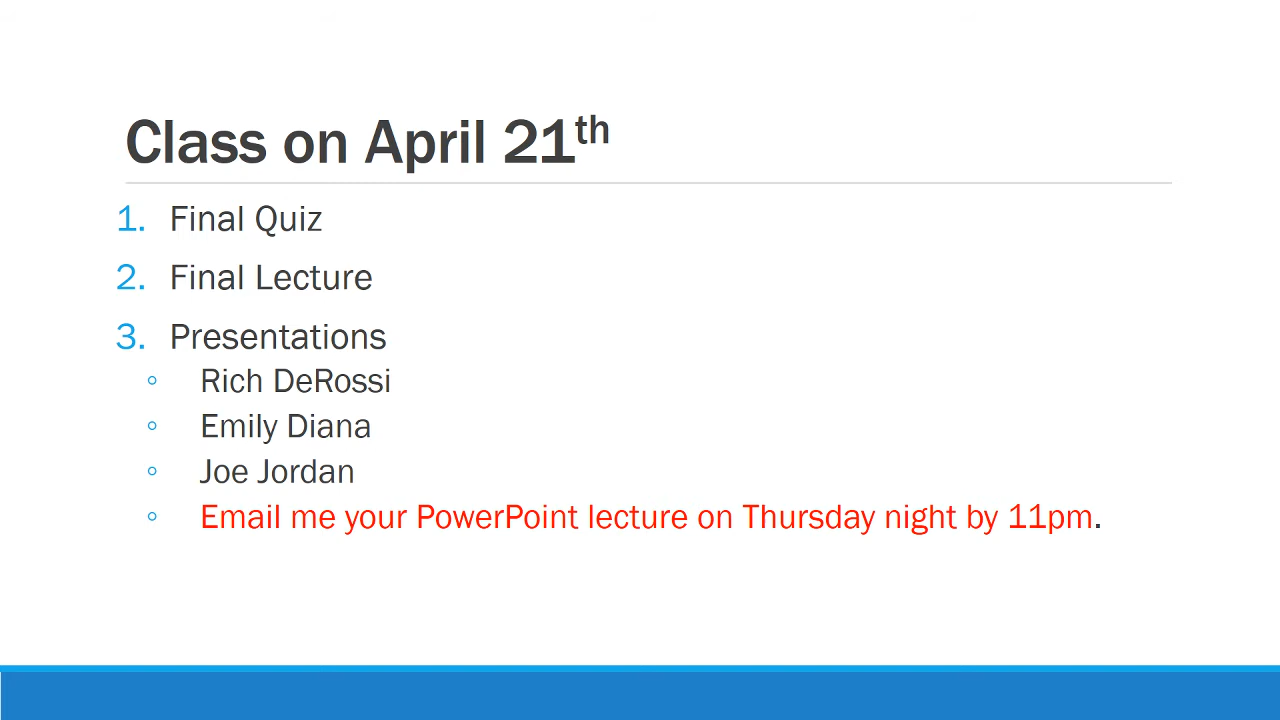 Class on April 21th
1. Final Quiz
2. Final Lecture
3. Presentations
◦ Rich DeRossi
◦ Emily Diana
◦ Joe Jordan
◦ Email me your PowerPoint lecture on Thursday night by 11pm.